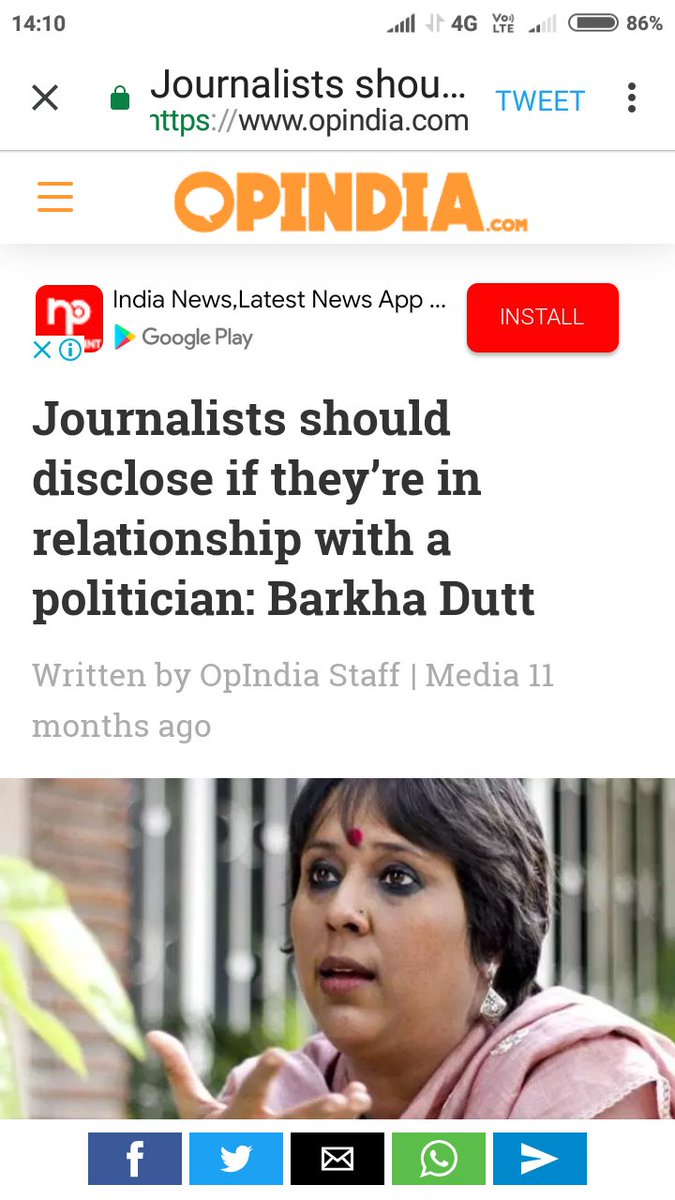 14:10 4G Vo)) LTE 86%
Journalists shou...
https://www.opindia.com
TWEET
OPINDIA.COM
np
INT
India News,Latest News App ...
Google Play
INSTALL
Journalists should
disclose if they’re in
relationship with a
politician: Barkha Dutt
Written by OpIndia Staff | Media 11
months ago
f